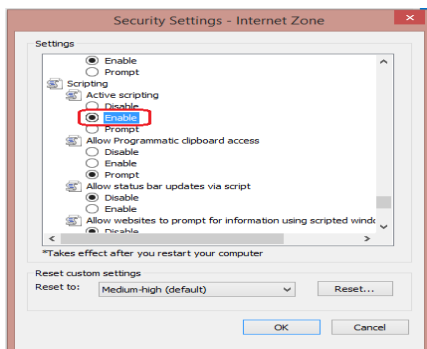 Security Settings - Internet Zone
Settings
Enable
Prompt
Scripting
Active scripting
Disable
Enable
Prompt
Allow Programmatic clipboard access
Disable
Enable
Prompt
Allow status bar updates via script
Disable
Enable
Allow websites to prompt for information using scripted windo
Disable
*Takes effect after you restart your computer
Reset custom settings
Reset to: Medium-high (default) Reset...
OK Cancel